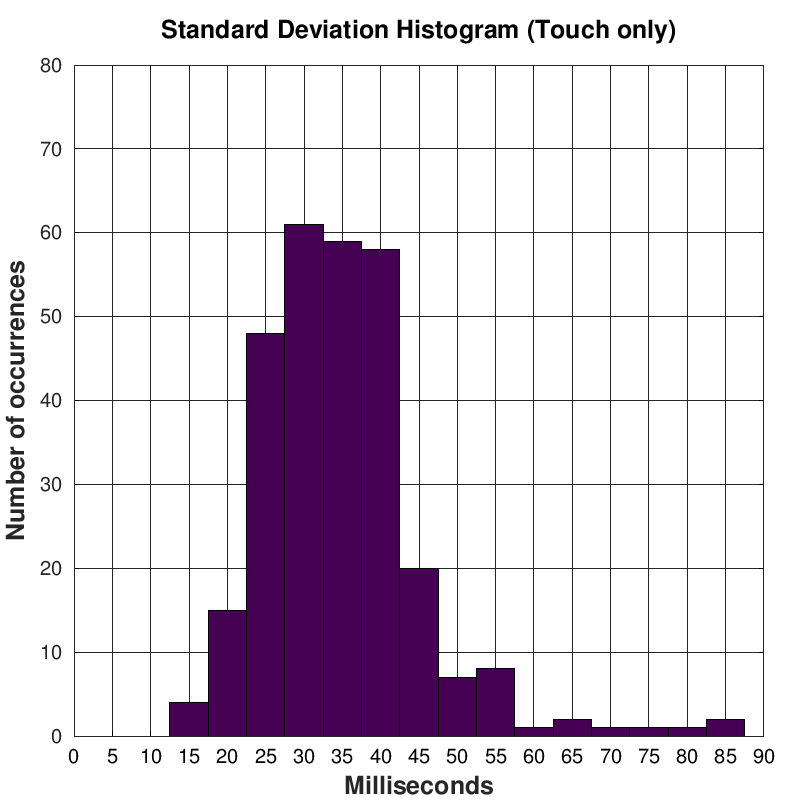 Standard Deviation Histogram (Touch only)
80
70
60
50
40
30
20
10
0
Number of occurrences
0 5 10 15 20 25 30 35 40 45 50 55 60 65 70 75 80 85 90
Milliseconds